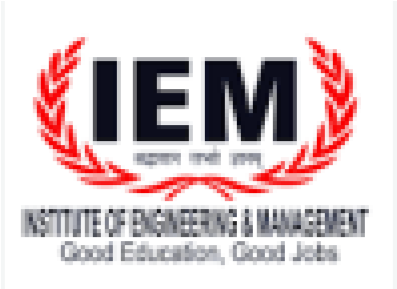 IEM
INSTITUTE OF ENGINEERING & MANAGEMENT
Good Education, Good Jobs